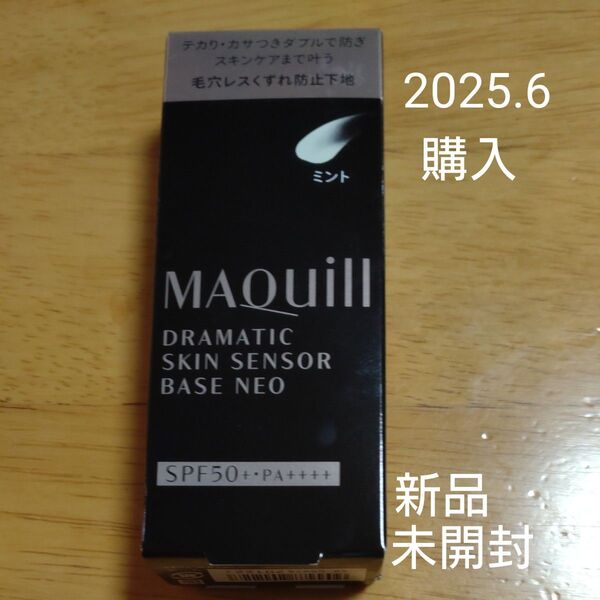 テカリ・カサつきダブルで防ぎ
スキンケアまで叶う
毛穴レスくずれ防止下地
ミント
MAQuill
DRAMATIC
SKIN SENSOR
BASE NEO
SPF50+・PA++++
2025.6
購入
新品
未開封